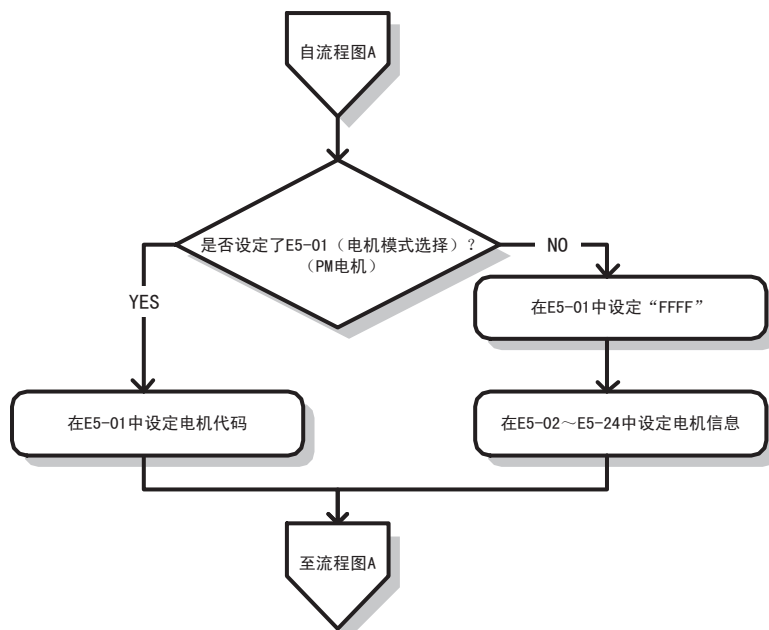 自流程图A
是否设定了E5-01（电机模式选择）？
（PM电机）
NO
YES
在E5-01中设定“FFFF”
在E5-01中设定电机代码
在E5-02～E5-24中设定电机信息
至流程图A